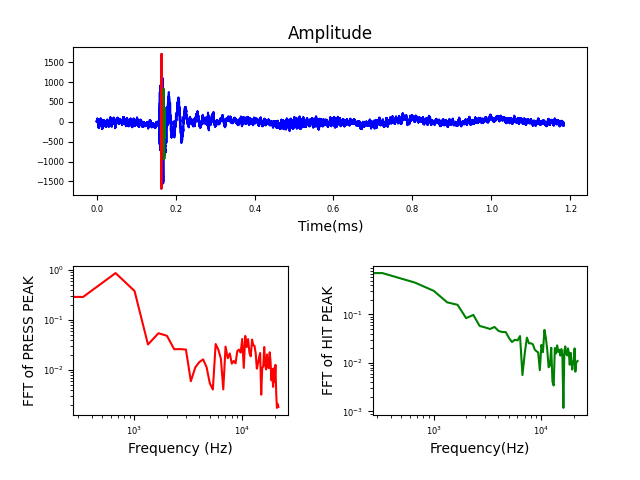 Amplitude
1500
1000
500
0
−500
−1000
−1500
0.0 0.2 0.4 0.6 0.8 1.0 1.2
Time(ms)
FFT of PRESS PEAK
10⁰
10⁻¹
10⁻²
10³ 10⁴
Frequency (Hz)
FFT of HIT PEAK
10⁻¹
10⁻²
10⁻³
10³ 10⁴
Frequency(Hz)